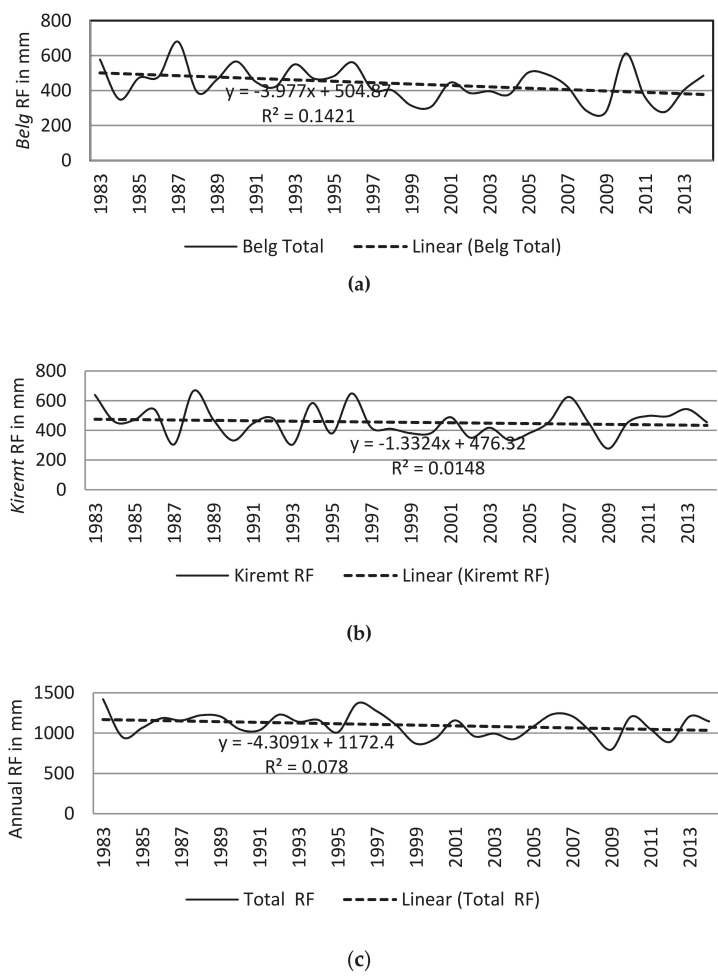 800
600
400
200
0
Belg RF in mm
y = -3.977x + 504.87
R² = 0.1421
1983 1985 1987 1989 1991 1993 1995 1997 1999 2001 2003 2005 2007 2009 2011 2013
Belg Total Linear (Belg Total)
(a)
800
600
400
200
0
Kiremt RF in mm
y = -1.3324x + 476.32
R² = 0.0148
1983 1985 1987 1989 1991 1993 1995 1997 1999 2001 2003 2005 2007 2009 2011 2013
Kiremt RF Linear (Kiremt RF)
(b)
1500
1000
500
0
Annual RF in mm
y = -4.3091x + 1172.4
R² = 0.078
1983 1985 1987 1989 1991 1993 1995 1997 1999 2001 2003 2005 2007 2009 2011 2013
Total RF Linear (Total RF)
(c)